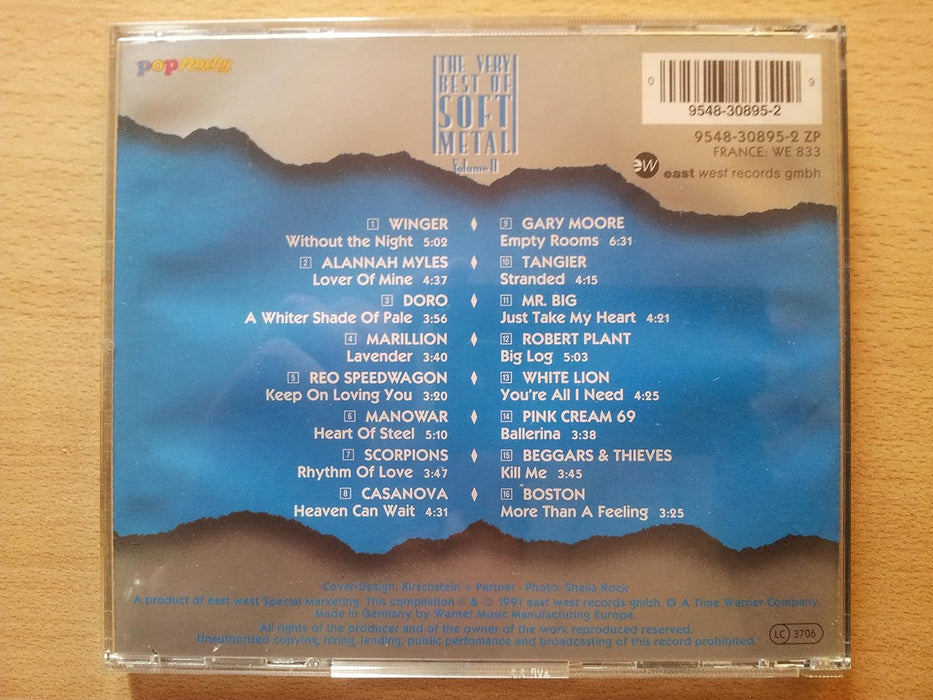 POP Rocky
THE VERY
BEST OF
SOFT
METAL
Volume II
0
9
9548-30895-2
9548-30895-2 ZP
FRANCE: WE 833
ew east west records gmbh
1 WINGER
Without the Night 5:02
2 ALANNAH MYLES
Lover Of Mine 4:37
3 DORO
A Whiter Shade Of Pale 3:56
4 MARILLION
Lavender 3:40
5 REO SPEEDWAGON
Keep On Loving You 3:20
6 MANOWAR
Heart Of Steel 5:10
7 SCORPIONS
Rhythm Of Love 3:47
8 CASANOVA
Heaven Can Wait 4:31
9 GARY MOORE
Empty Rooms 6:31
10 TANGIER
Stranded 4:15
11 MR. BIG
Just Take My Heart 4:21
12 ROBERT PLANT
Big Log 5:03
13 WHITE LION
You're All I Need 4:25
14 PINK CREAM 69
Ballerina 3:38
15 BEGGARS & THIEVES
Kill Me 3:45
16 BOSTON
More Than A Feeling 3:25
Cover-Design: Kirschstein + Partner - Photo: Sheila Rock
A product of east west Special Marketing. This compilation ℗ & © 1991 east west records gmbh. A Time Warner Company.
Made in Germany by Warner Music Manufacturing Europe.
All rights of the producer and of the owner of the work reproduced reserved.
Unauthorized copying, hiring, lending, public perfomance and broadcasting of this record prohibited.
LC 3706